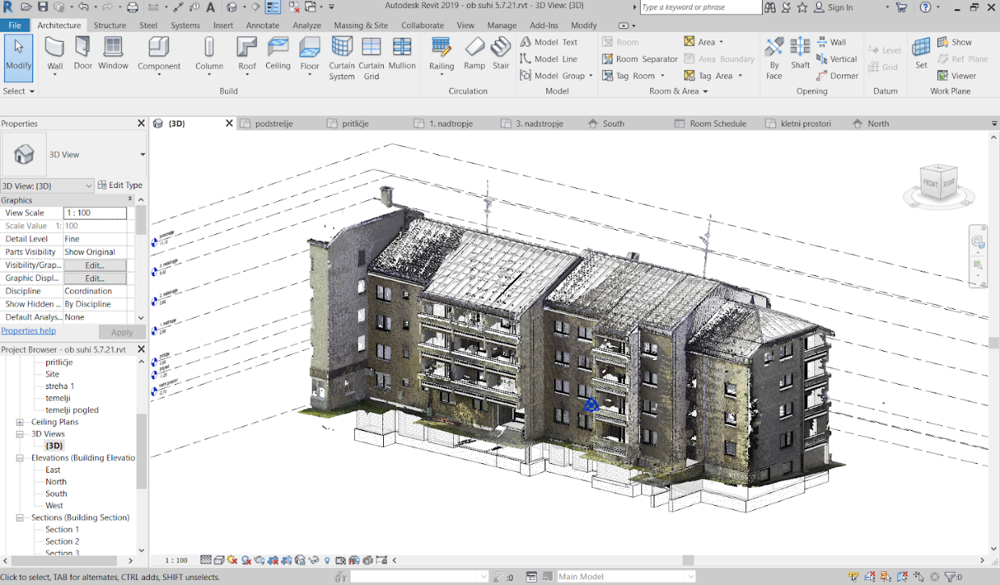 Autodesk Revit 2019 - ob suhi 5.7.21.rvt - 3D View: {3D}
Type a keyword or phrase
Sign In
File Architecture Structure Steel Systems Insert Annotate Analyze Massing & Site Collaborate View Manage Add-Ins Modify
Modify
Wall Door Window Component Column Roof Ceiling Floor Curtain System Curtain Grid Mullion
Railing Ramp Stair
Model Text
Model Line
Model Group
Room
Room Separator
Tag Room
Area
Area Boundary
Tag Area
By Face
Shaft
Wall
Vertical
Dormer
Level
Grid
Set
Show
Ref Plane
Viewer
Select Build Circulation Model Room & Area Opening Datum Work Plane
Properties
{3D} podstrešje pritličje 1. nadtropje 3. nadstropje South Room Schedule kletni prostori North
3D View
3D View: {3D} Edit Type
Graphics
View Scale 1 : 100
Scale Value 1: 100
Detail Level Fine
Parts Visibility Show Original
Visibility/Grap... Edit...
Graphic Displ... Edit...
Discipline Coordination
Show Hidden ... By Discipline
Default Analys... None
Properties help Apply
Project Browser - ob suhi 5.7.21.rvt
pritličje
Site
streha 1
temelji
temelji pogled
Ceiling Plans
3D Views
{3D}
Elevations (Building Elevatio
East
North
South
West
Sections (Building Section)
Section 1
Section 2
Section 3
FRONT RIGHT
1 : 100
Click to select, TAB for alternates, CTRL adds, SHIFT unselects.
:0
Main Model
:0